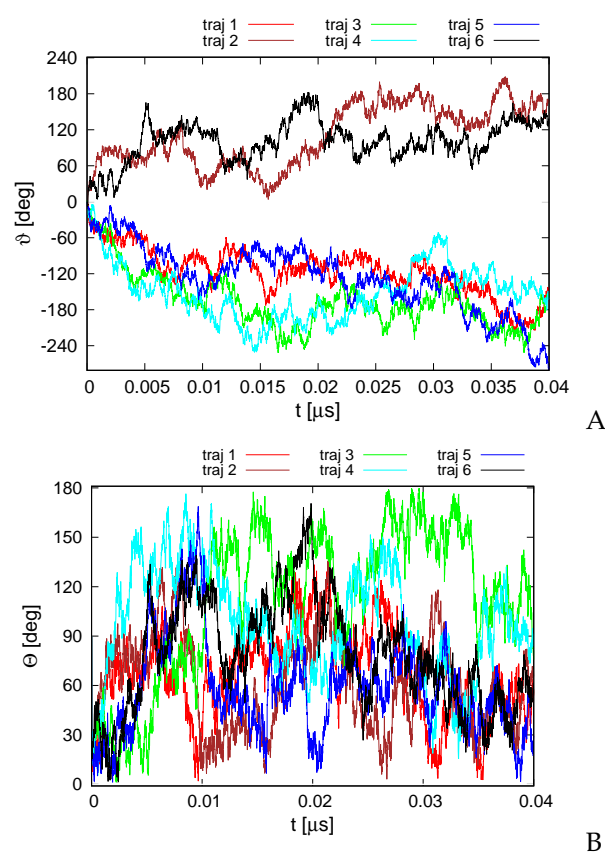 traj 1 traj 3 traj 5
traj 2 traj 4 traj 6
240
180
120
60
0
-60
-120
-180
-240
ϑ [deg]
0 0.005 0.01 0.015 0.02 0.025 0.03 0.035 0.04
t [μs]
A
traj 1 traj 3 traj 5
traj 2 traj 4 traj 6
180
150
120
90
60
30
0
Θ [deg]
0 0.01 0.02 0.03 0.04
t [μs]
B